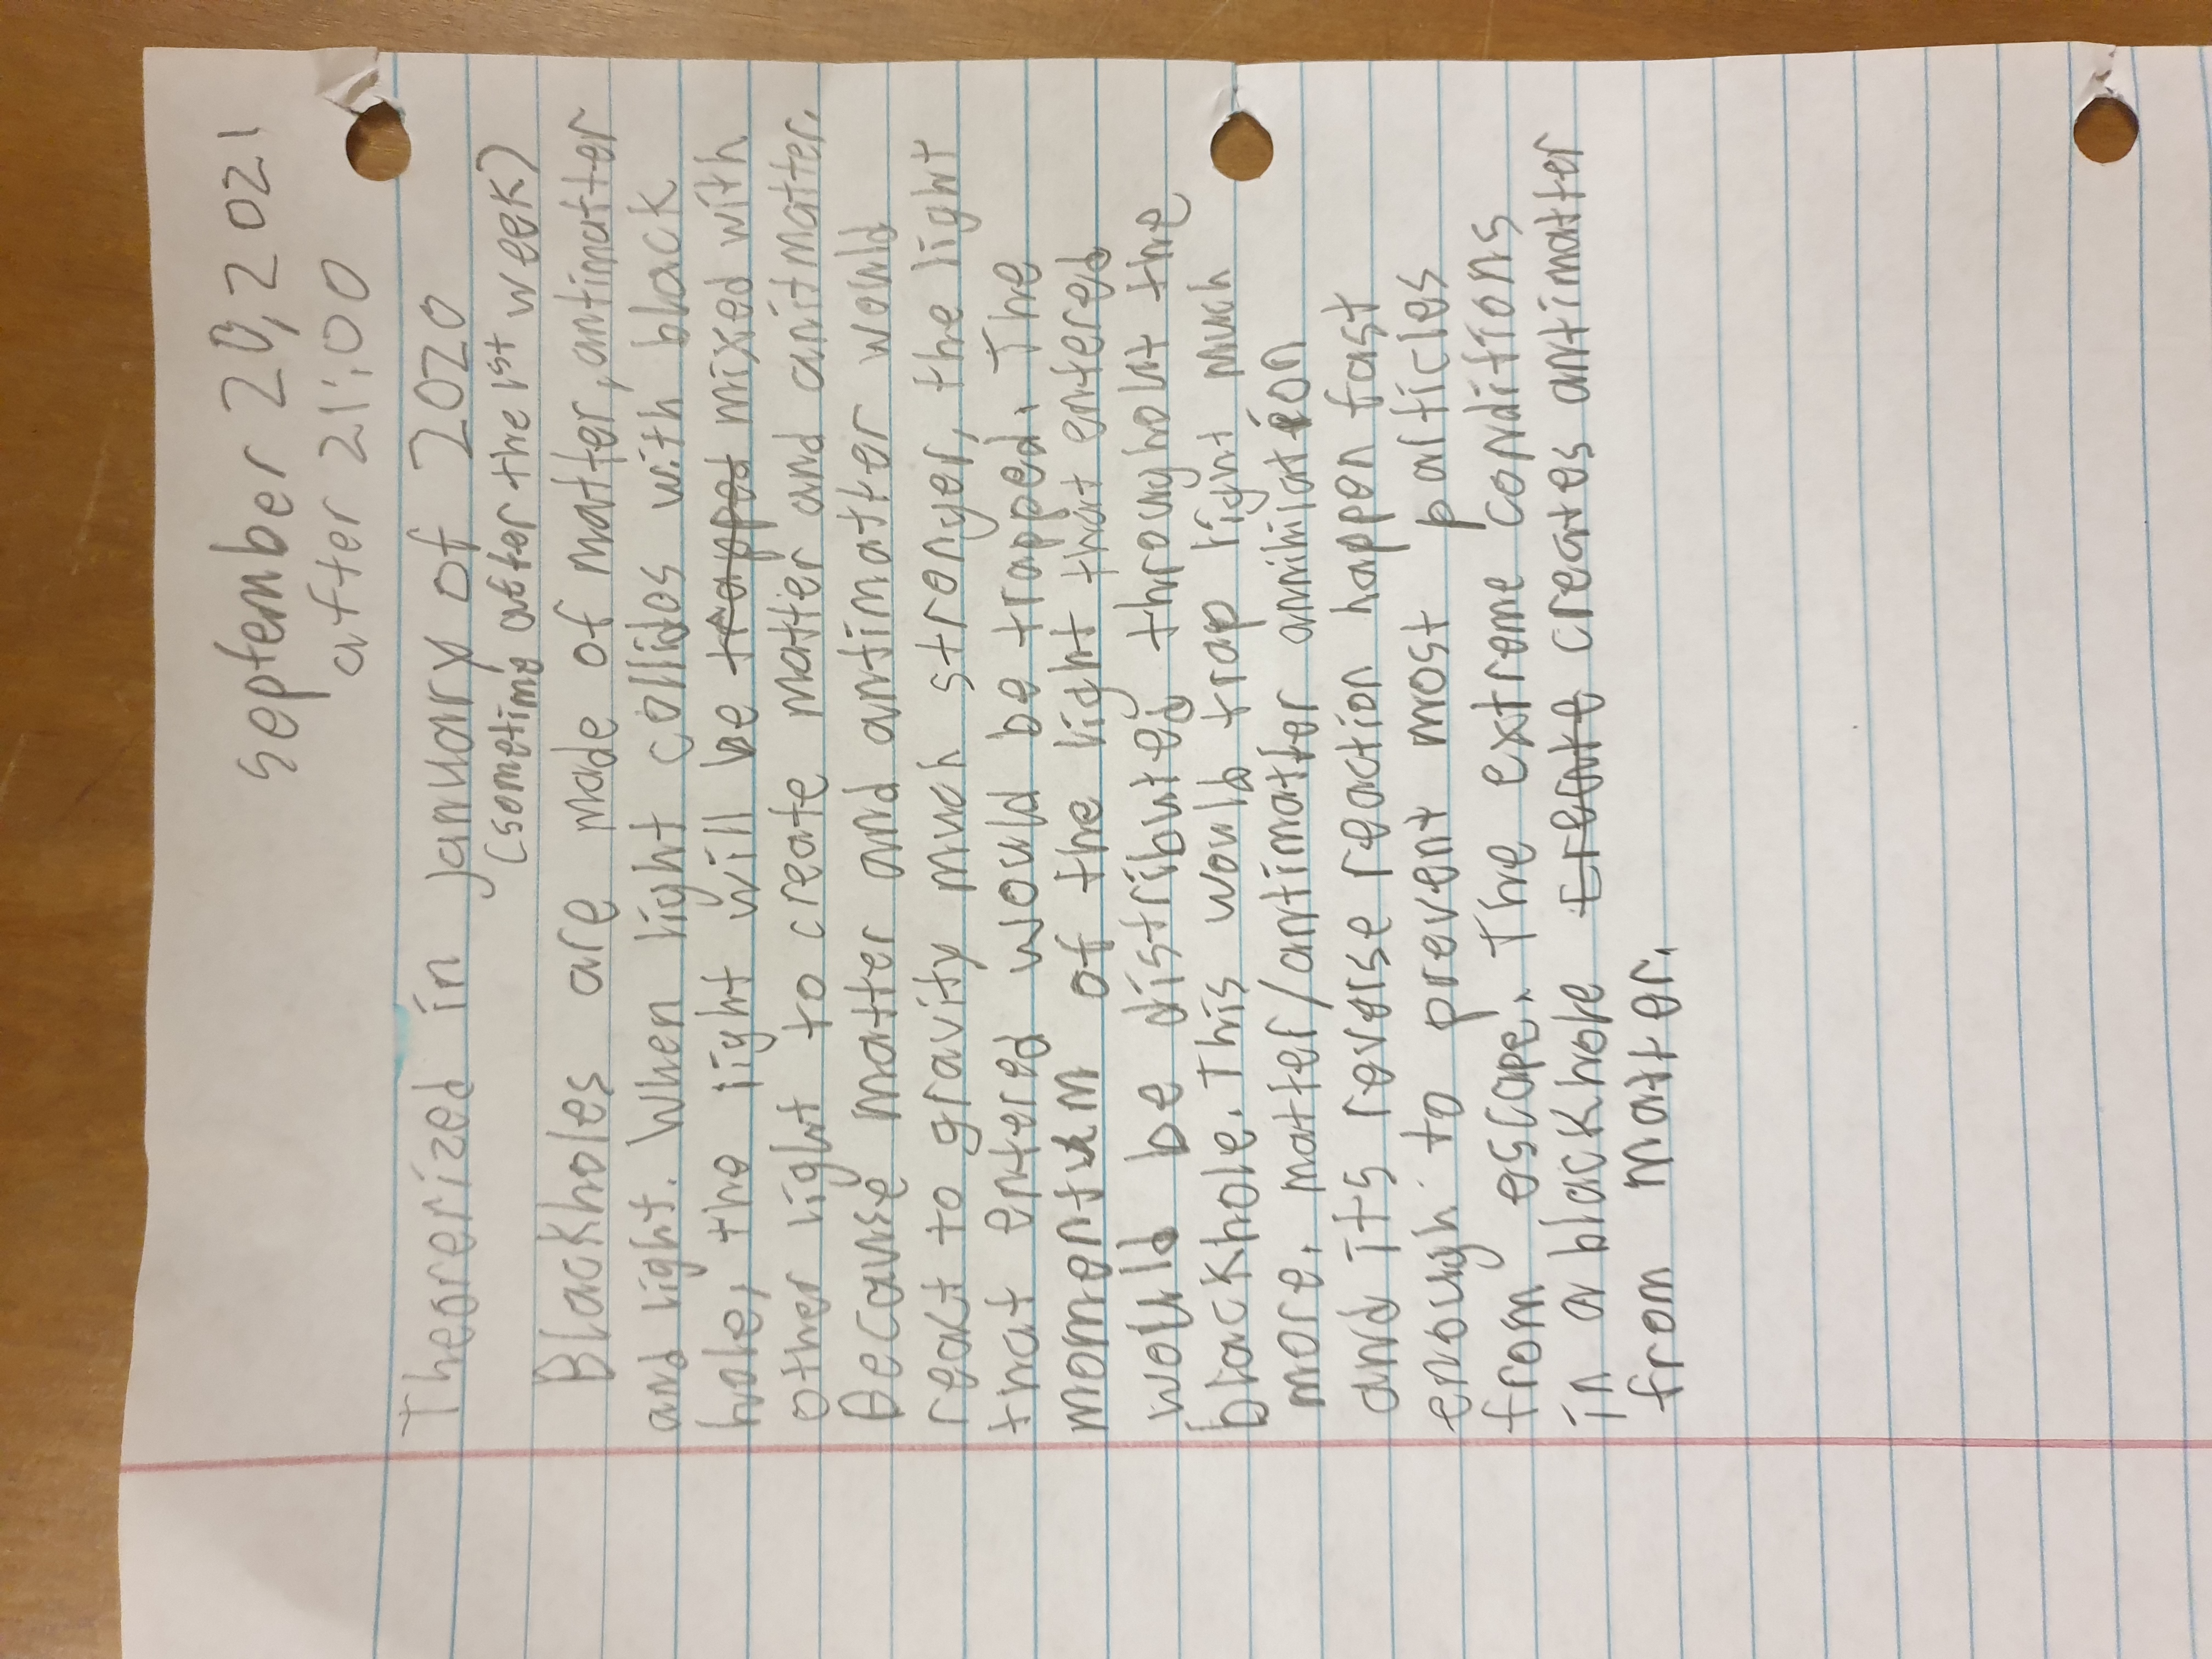 September 20, 2021
after 21:00
Theorerized in january of 2020
(sometime after the 1st week)
Blackholes are made of matter, antimatter
and light. When light collides with black
hole, the light will be trapped mixed with
other light to create matter and anitmatter.
Because matter and antimatter would
react to gravity much stronger, the light
that entered would be trapped. The
momentum of the light that entered
would be distributed throughout the
blackhole. This would trap light much
more. matter/antimatter annihilation
and its reverse reaction happen fast
enough to prevent most particles
from escape. The extreme conditions
in a blackhole create creates antimatter
from matter.